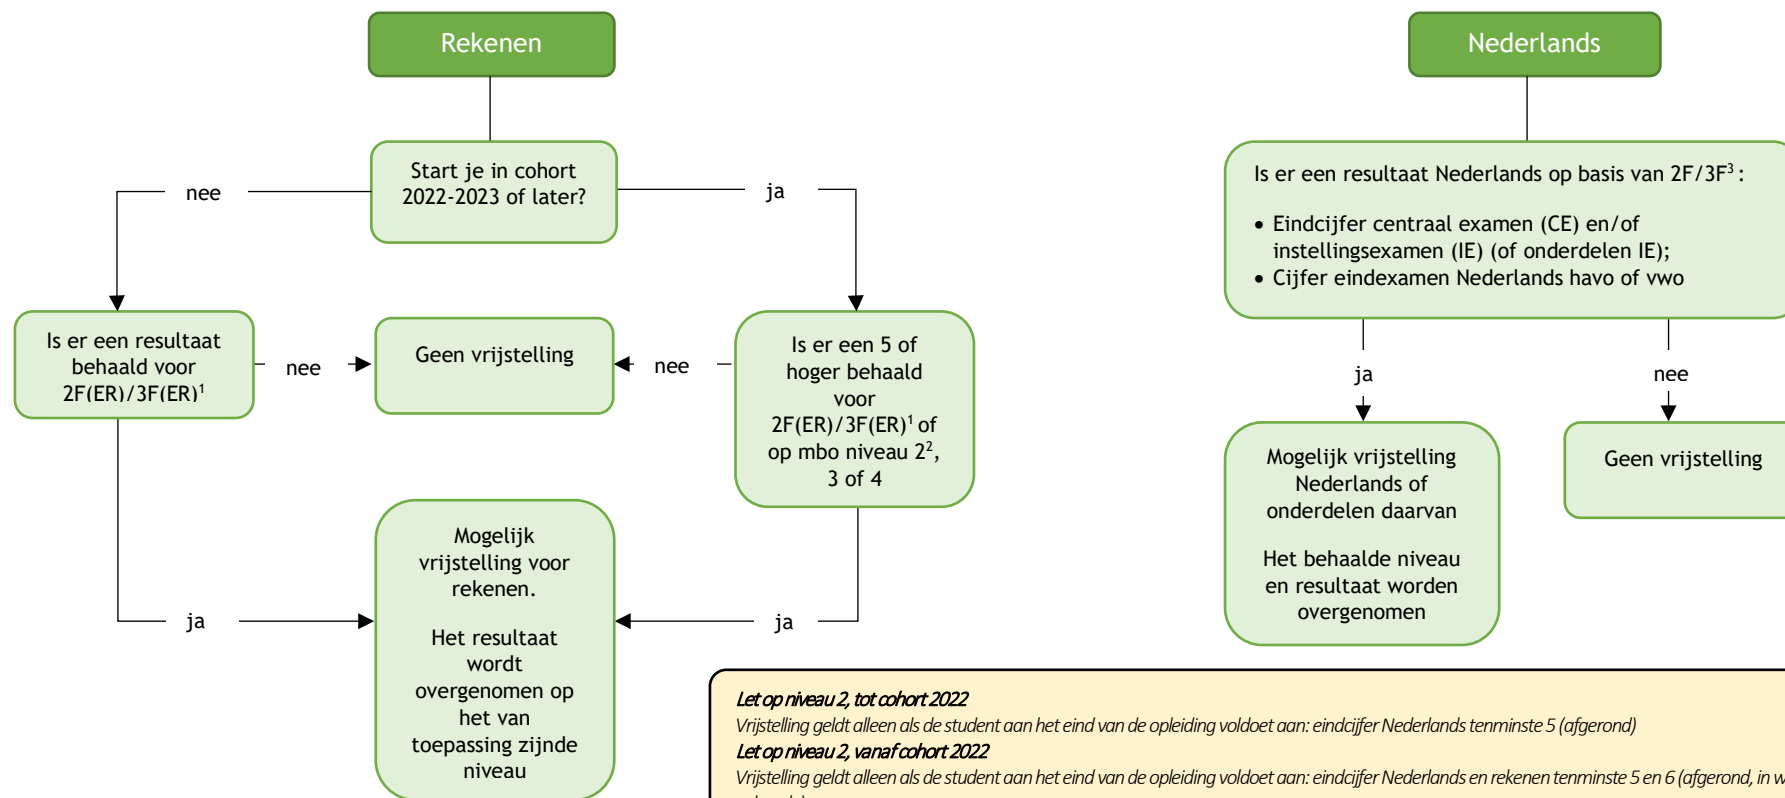 Rekenen
Start je in cohort
2022-2023 of later?
nee
ja
Is er een resultaat
behaald voor
2F(ER)/3F(ER)¹
nee
Geen vrijstelling
nee
Is er een 5 of
hoger behaald
voor
2F(ER)/3F(ER)¹ of
op mbo niveau 2²,
3 of 4
ja
Mogelijk
vrijstelling voor
rekenen.
Het resultaat
wordt
overgenomen op
het van
toepassing zijnde
niveau
ja
Nederlands
Is er een resultaat Nederlands op basis van 2F/3F³:
• Eindcijfer centraal examen (CE) en/of
instellingsexamen (IE) (of onderdelen IE);
• Cijfer eindexamen Nederlands havo of vwo
ja
nee
Mogelijk vrijstelling
Nederlands of
onderdelen daarvan
Het behaalde niveau
en resultaat worden
overgenomen
Geen vrijstelling
Let op niveau 2, tot cohort 2022
Vrijstelling geldt alleen als de student aan het eind van de opleiding voldoet aan: eindcijfer Nederlands tenminste 5 (afgerond)
Let op niveau 2, vanaf cohort 2022
Vrijstelling geldt alleen als de student aan het eind van de opleiding voldoet aan: eindcijfer Nederlands en rekenen tenminste 5 en 6 (afgerond, in w